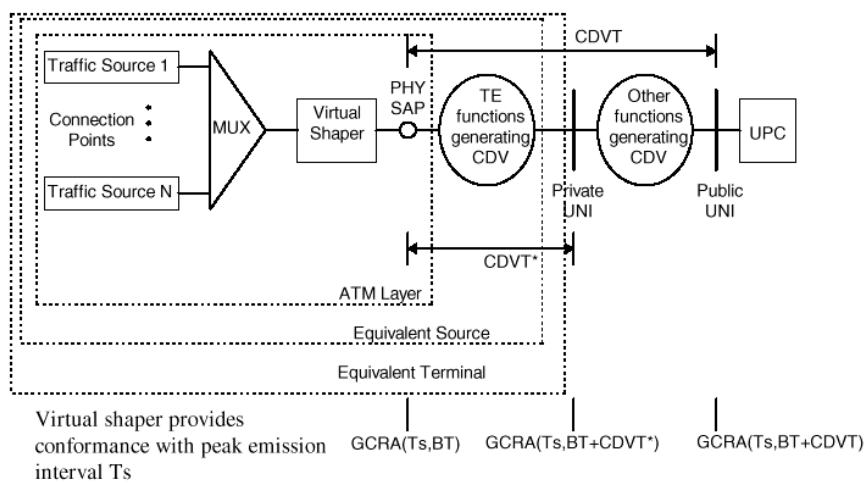 CDVT
Traffic Source 1
Connection
Points
Traffic Source N
MUX
Virtual
Shaper
PHY
SAP
TE
functions
generating
CDV
Other
functions
generating
CDV
UPC
Private
UNI
Public
UNI
CDVT*
ATM Layer
Equivalent Source
Equivalent Terminal
Virtual shaper provides
conformance with peak emission
interval Ts
GCRA(Ts,BT)
GCRA(Ts,BT+CDVT*)
GCRA(Ts,BT+CDVT)